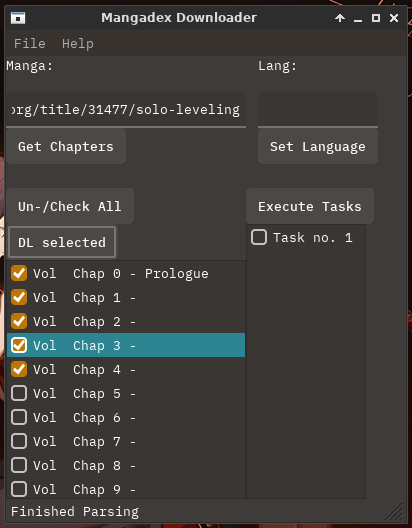 Mangadex Downloader
File Help
Manga: Lang:
org/title/31477/solo-leveling
Get Chapters Set Language
Un-/Check All Execute Tasks
DL selected
Task no. 1
Vol Chap 0 - Prologue
Vol Chap 1 -
Vol Chap 2 -
Vol Chap 3 -
Vol Chap 4 -
Vol Chap 5 -
Vol Chap 6 -
Vol Chap 7 -
Vol Chap 8 -
Vol Chap 9 -
Finished Parsing